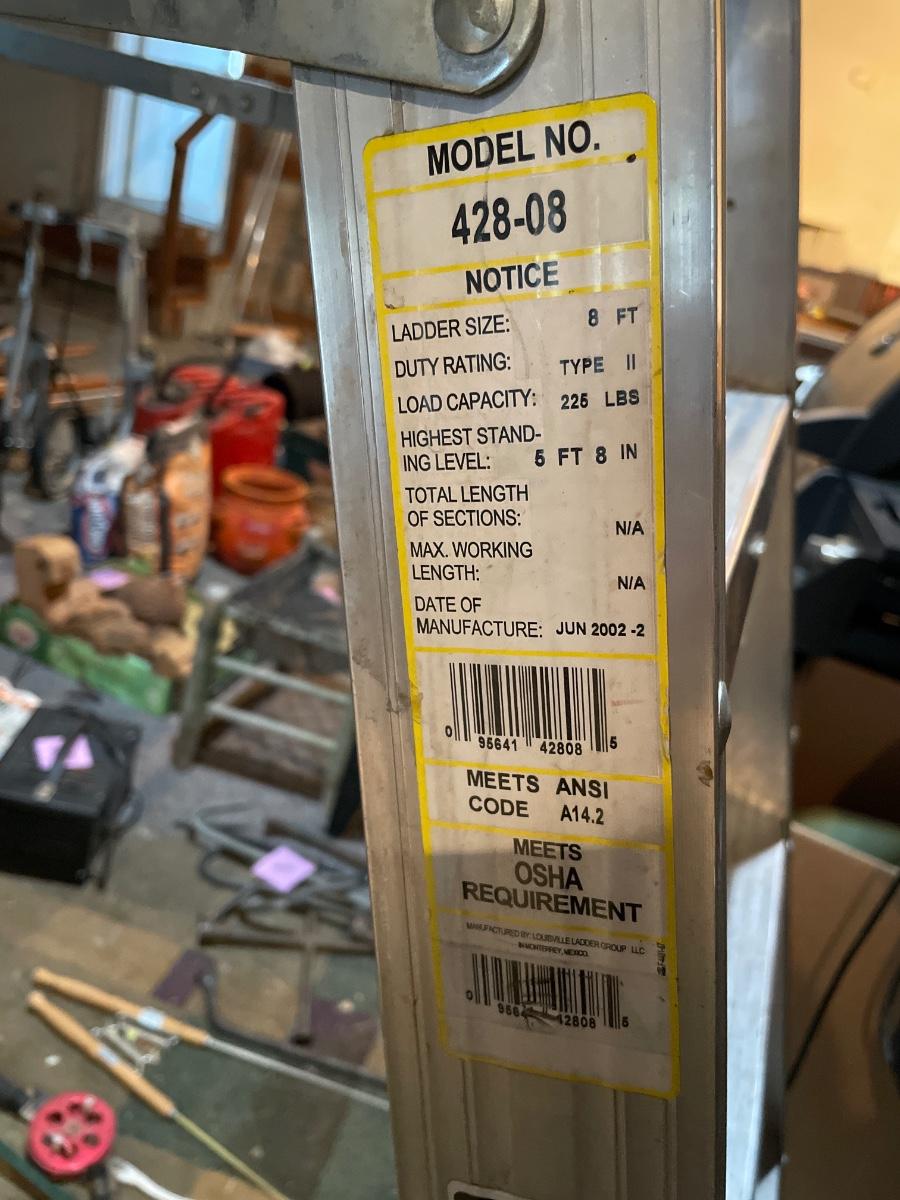 MODEL NO.
428-08
NOTICE
LADDER SIZE: 8 FT
DUTY RATING: TYPE II
LOAD CAPACITY: 225 LBS
HIGHEST STAND-
ING LEVEL: 5 FT 8 IN
TOTAL LENGTH
OF SECTIONS: N/A
MAX. WORKING
LENGTH: N/A
DATE OF
MANUFACTURE: JUN 2002 -2
0 95641 42808 5
MEETS ANSI
CODE A14.2
MEETS
OSHA
REQUIREMENT
MANUFACTURED BY: LOUISVILLE LADDER GROUP LLC
IN MONTERREY, MEXICO.
0 42808 5